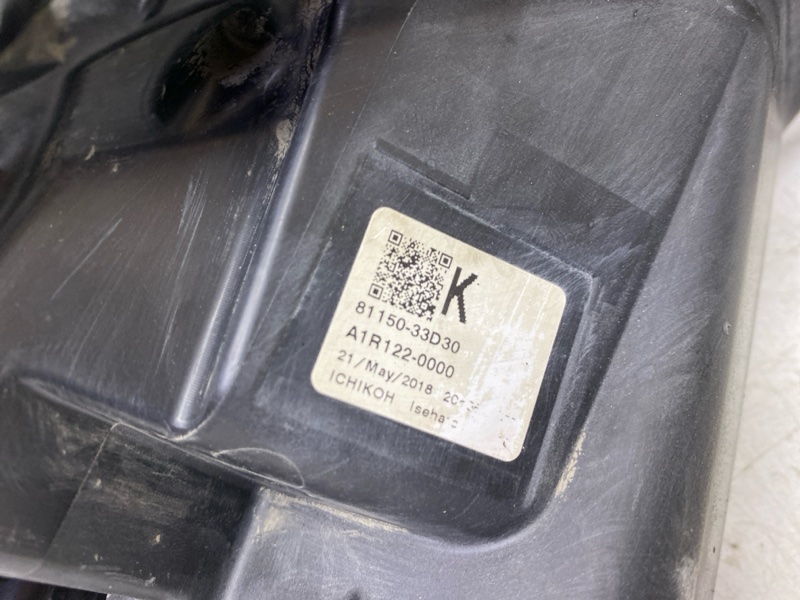 K
81150-33D30
A1R122-0000
21/May/2018
ICHIKOH